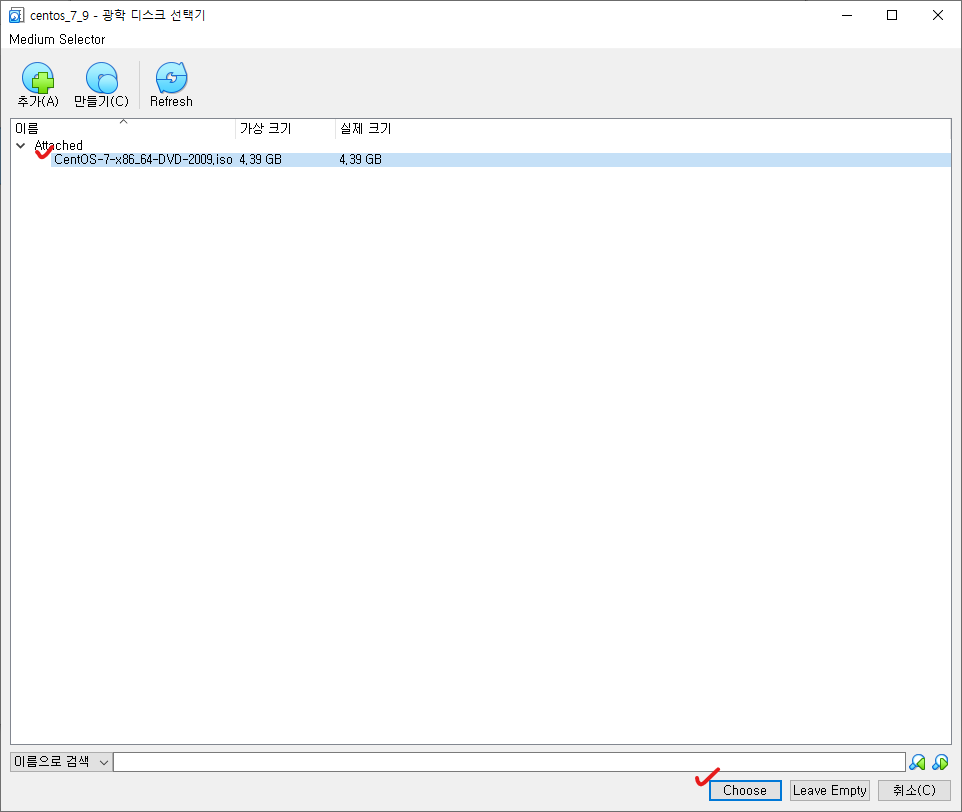 centos_7_9 - 광학 디스크 선택기
Medium Selector
추가(A) 만들기(C) Refresh
이름 가상 크기 실제 크기
Attached
CentOS-7-x86_64-DVD-2009.iso 4.39 GB 4.39 GB
이름으로 검색
Choose Leave Empty 취소(C)